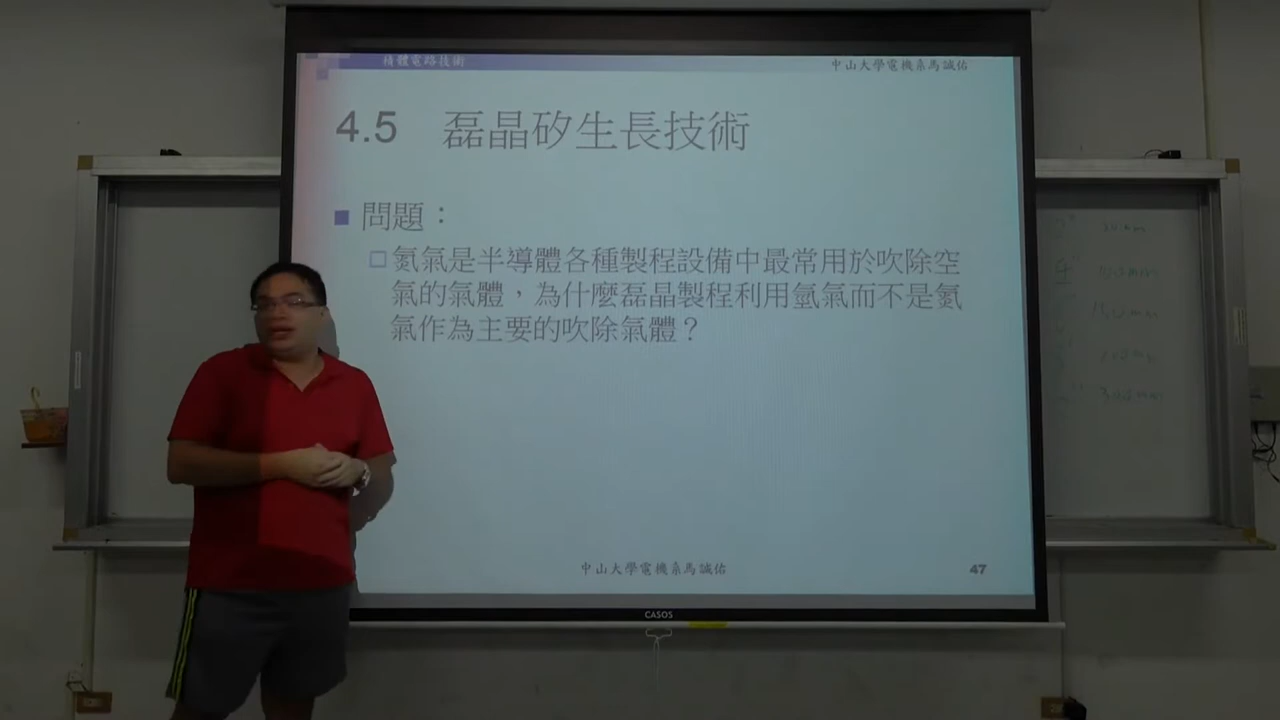 積體電路技術
中山大學電機系馬誠佑
4.5 磊晶矽生長技術
問題：
氮氣是半導體各種製程設備中最常用於吹除空
氣的氣體，為什麼磊晶製程利用氫氣而不是氮
氣作為主要的吹除氣體？
中山大學電機系馬誠佑
47
CASOS